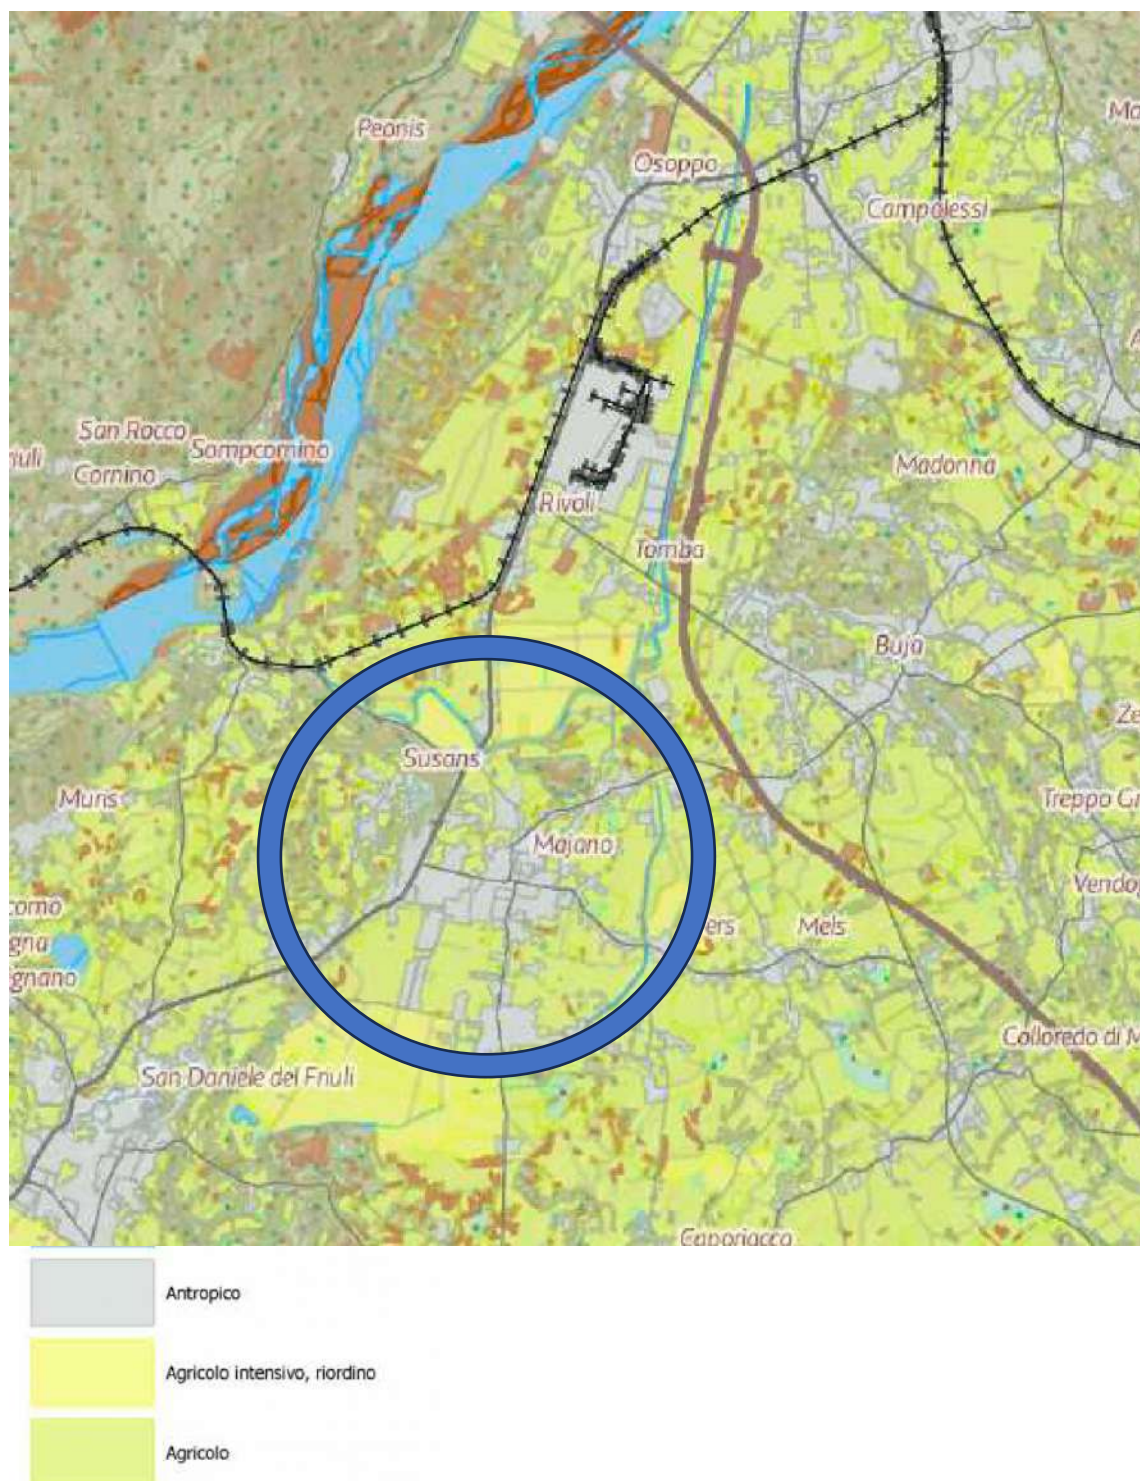 Peonis
Osoppo
Campolessi
San Rocco
Sompcornino
Cornino
Madonna
Rivoli
Tomba
Buja
Susans
Muris
Majano
Treppo
Mels
San Daniele del Friuli
Colloredo di M
Caporiacco
Antropico
Agricolo intensivo, riordino
Agricolo